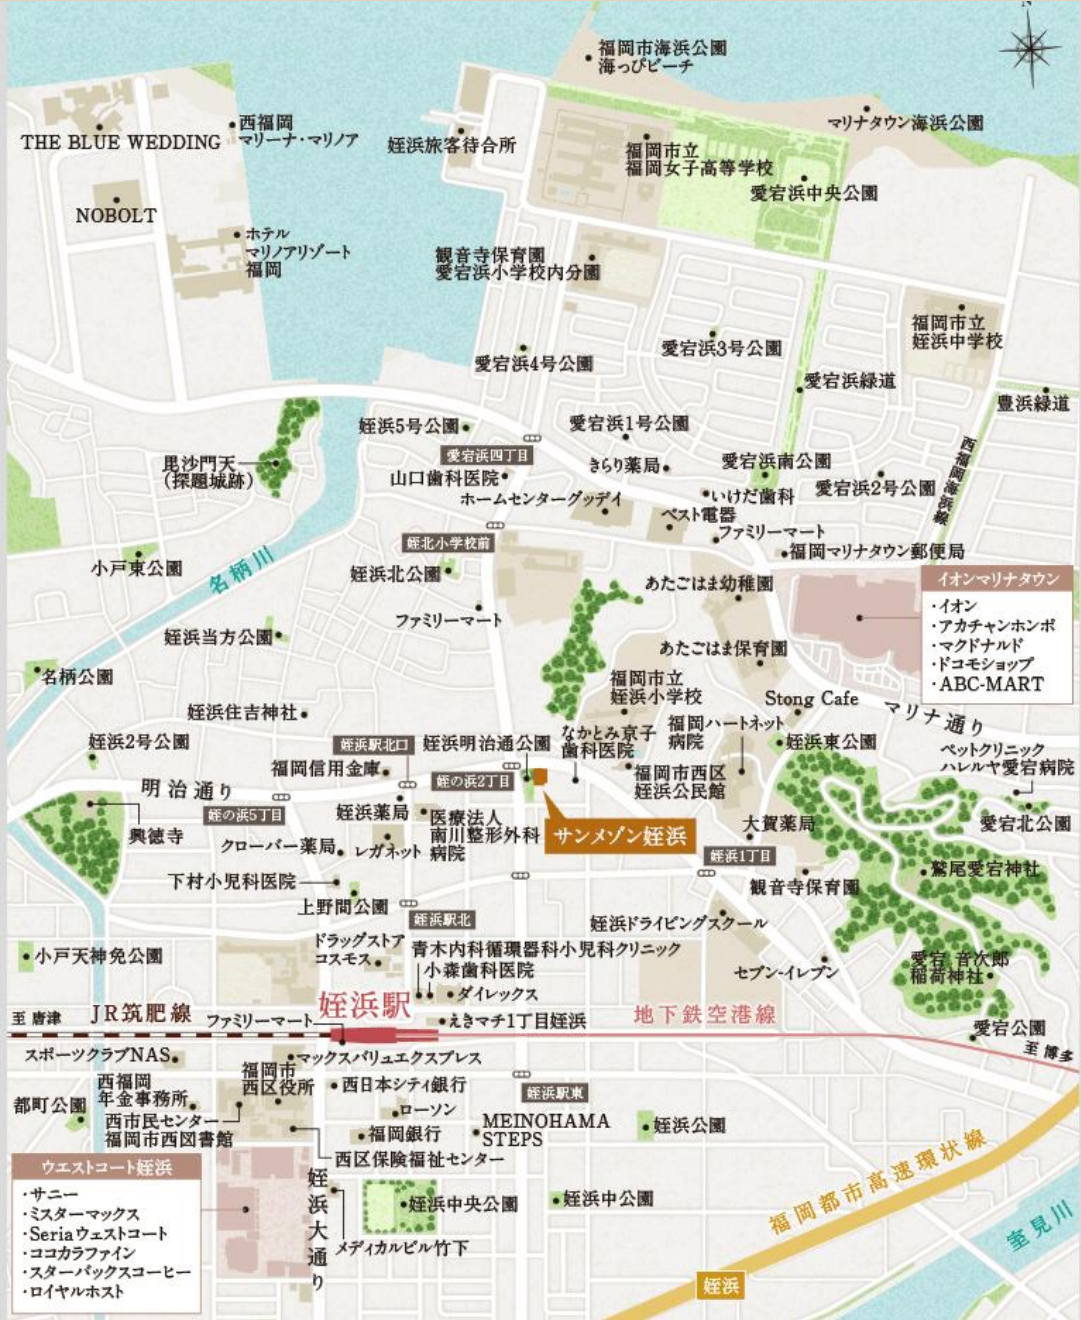 N
福岡市海浜公園
海っぴビーチ
マリナタウン海浜公園
THE BLUE WEDDING
西福岡
マリーナ・マリノア
姪浜旅客待合所
福岡市立
福岡女子高等学校
愛宕浜中央公園
NOBOLT
ホテル
マリノアリゾート
福岡
観音寺保育園
愛宕浜小学校内分園
福岡市立
姪浜中学校
愛宕浜4号公園
愛宕浜3号公園
愛宕浜緑道
豊浜緑道
姪浜5号公園
愛宕浜1号公園
西福岡海浜線
愛宕浜四丁目
毘沙門天
(探題城跡)
山口歯科医院
きらり薬局
愛宕浜南公園
愛宕浜2号公園
ホームセンターグッデイ
いけだ歯科
ベスト電器
ファミリーマート
姪北小学校前
福岡マリナタウン郵便局
小戸東公園
名柄川
姪浜北公園
あたごはま幼稚園
イオンマリナタウン
・イオン
・アカチャンホンポ
・マクドナルド
・ドコモショップ
・ABC-MART
ファミリーマート
姪浜当方公園
あたごはま保育園
名柄公園
福岡市立
姪浜小学校
Stong Cafe
マリナ通り
姪浜住吉神社
福岡ハートネット
病院
なかとみ京子
歯科医院
姪浜2号公園
姪浜駅北口
姪浜明治通公園
姪浜東公園
ペットクリニック
ハレルヤ愛宕病院
福岡信用金庫
姪の浜2丁目
福岡市西区
姪浜公民館
明治通り
姪の浜5丁目
姪浜薬局
医療法人
南川整形外科
病院
サンメゾン姪浜
大賀薬局
愛宕北公園
興徳寺
クローバー薬局
レガネット
姪浜1丁目
鷲尾愛宕神社
下村小児科医院
観音寺保育園
上野間公園
姪浜駅北
姪浜ドライビングスクール
ドラッグストア
コスモス
青木内科循環器科小児科クリニック
小森歯科医院
小戸天神免公園
セブン-イレブン
愛宕 音次郎
稲荷神社
ダイレックス
至 唐津
JR筑肥線
ファミリーマート
姪浜駅
えきマチ1丁目姪浜
地下鉄空港線
愛宕公園
至 博多
スポーツクラブNAS
マックスバリュエクスプレス
福岡市
西区役所
西日本シティ銀行
姪浜駅東
西福岡
年金事務所
都町公園
西市民センター
福岡市西図書館
ローソン
福岡銀行
MEINOHAMA
STEPS
姪浜公園
西区保険福祉センター
ウエストコート姪浜
・サニー
・ミスターマックス
・Seriaウェストコート
・ココカラファイン
・スターバックスコーヒー
・ロイヤルホスト
姪浜大通り
姪浜中央公園
姪浜中公園
メディカルビル竹下
福岡都市高速環状線
室見川
姪浜